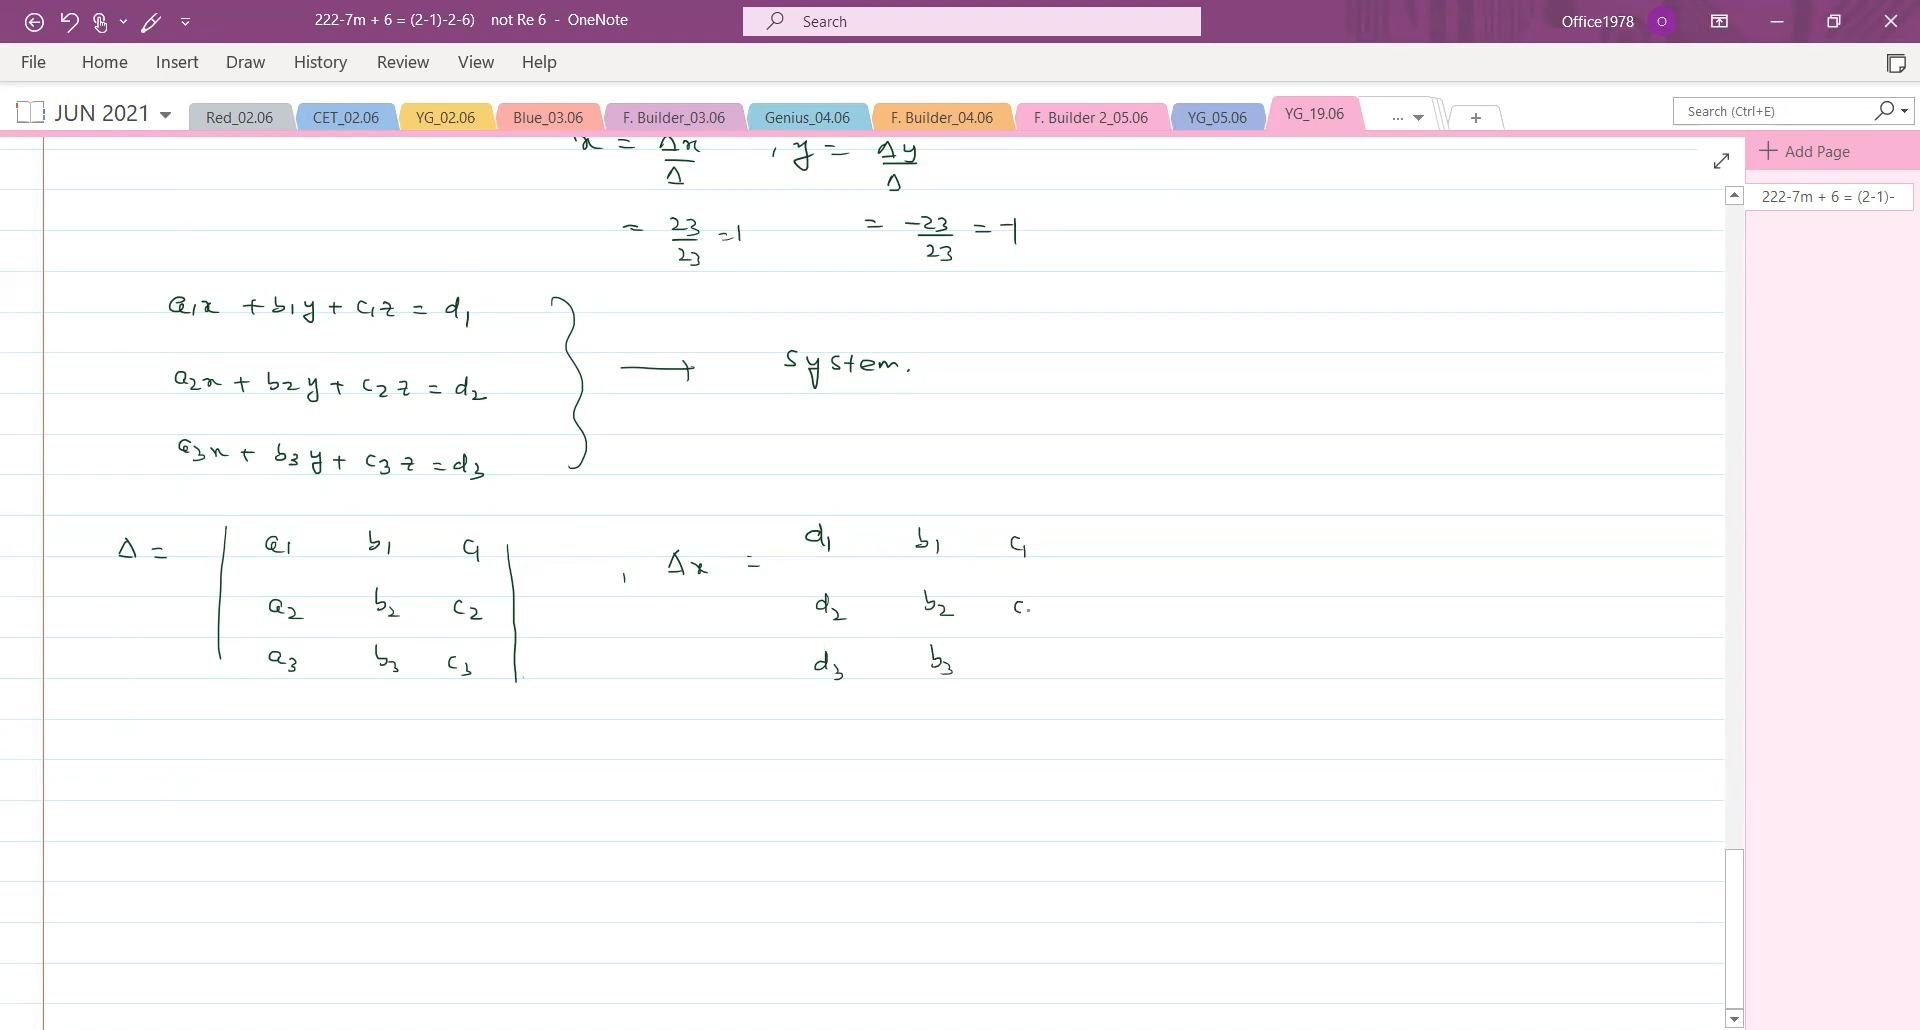 222-7m + 6 = (2-1)-2-6) not Re 6 - OneNote
Search
Office1978 O
File Home Insert Draw History Review View Help
JUN 2021 Red_02.06 CET_02.06 YG_02.06 Blue_03.06 F. Builder_03.06 Genius_04.06 F. Builder_04.06 F. Builder 2_05.06 YG_05.06 YG_19.06 ... +
Search (Ctrl+E)
+ Add Page
222-7m + 6 = (2-1)-
x = Δx/Δ , y = Δy/Δ
= 23/23 = 1 = -23/23 = -1
a₁x + b₁y + c₁z = d₁
a₂x + b₂y + c₂z = d₂ → system.
a₃x + b₃y + c₃z = d₃
Δ = | a₁ b₁ c₁ | , Δx = d₁ b₁ c₁
a₂ b₂ c₂ d₂ b₂ c.
a₃ b₃ c₃ d₃ b₃